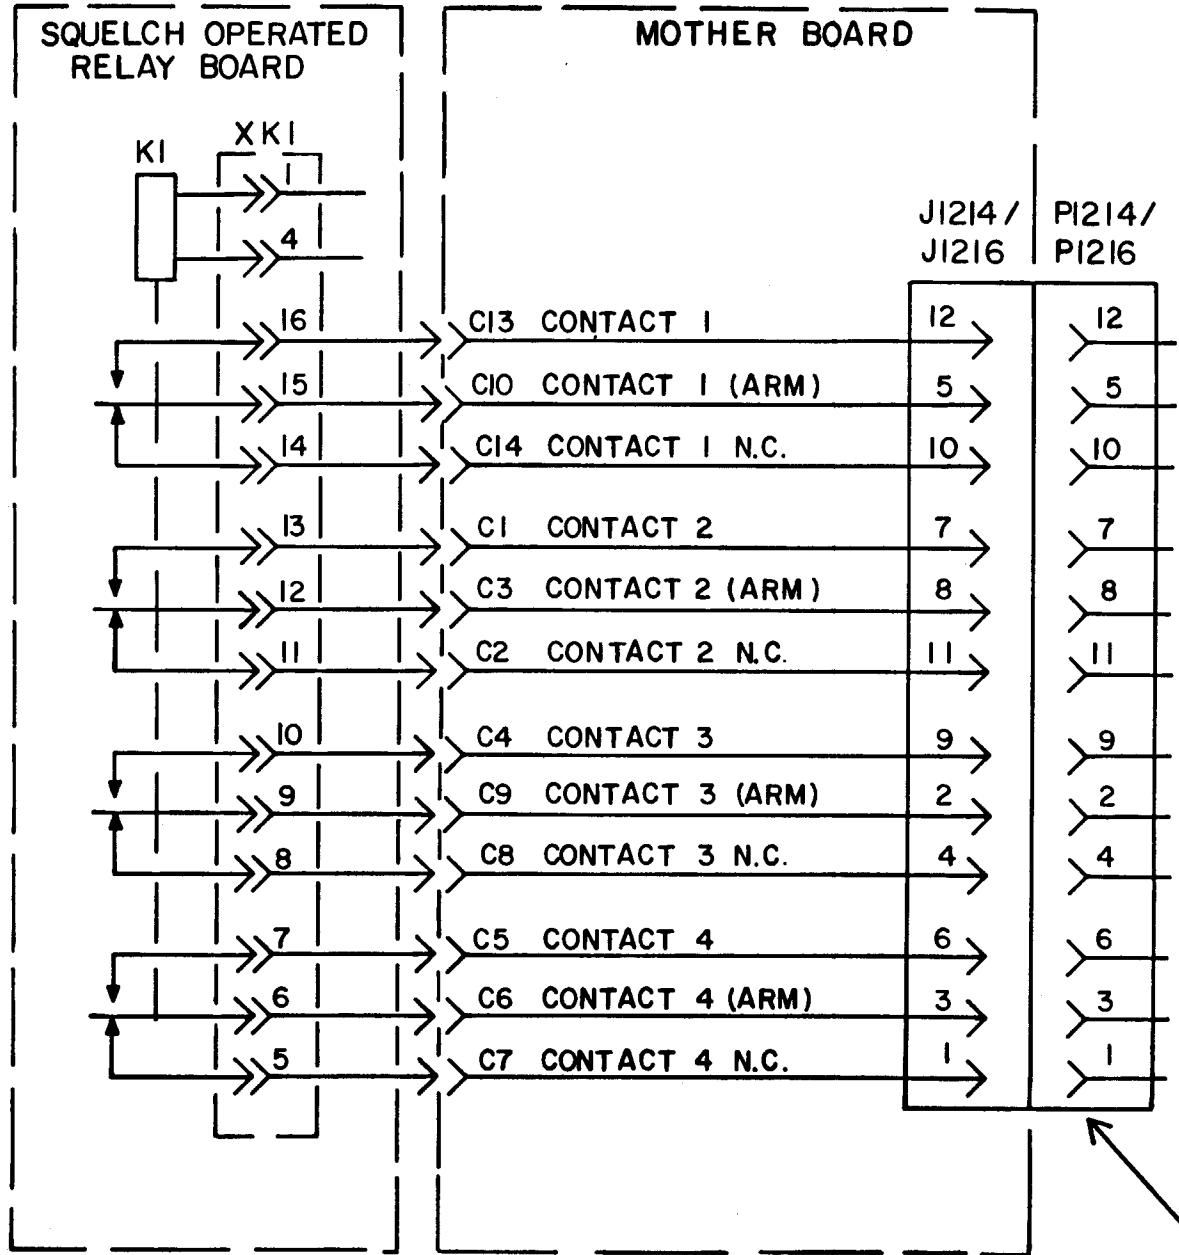 SQUELCH OPERATED
RELAY BOARD
MOTHER BOARD
K1
XK1
1
4
J1214/
J1216
P1214/
P1216
16 C13 CONTACT 1 12 12
15 C10 CONTACT 1 (ARM) 5 5
14 C14 CONTACT 1 N.C. 10 10
13 C1 CONTACT 2 7 7
12 C3 CONTACT 2 (ARM) 8 8
11 C2 CONTACT 2 N.C. 11 11
10 C4 CONTACT 3 9 9
9 C9 CONTACT 3 (ARM) 2 2
8 C8 CONTACT 3 N.C. 4 4
7 C5 CONTACT 4 6 6
6 C6 CONTACT 4 (ARM) 3 3
5 C7 CONTACT 4 N.C. 1 1